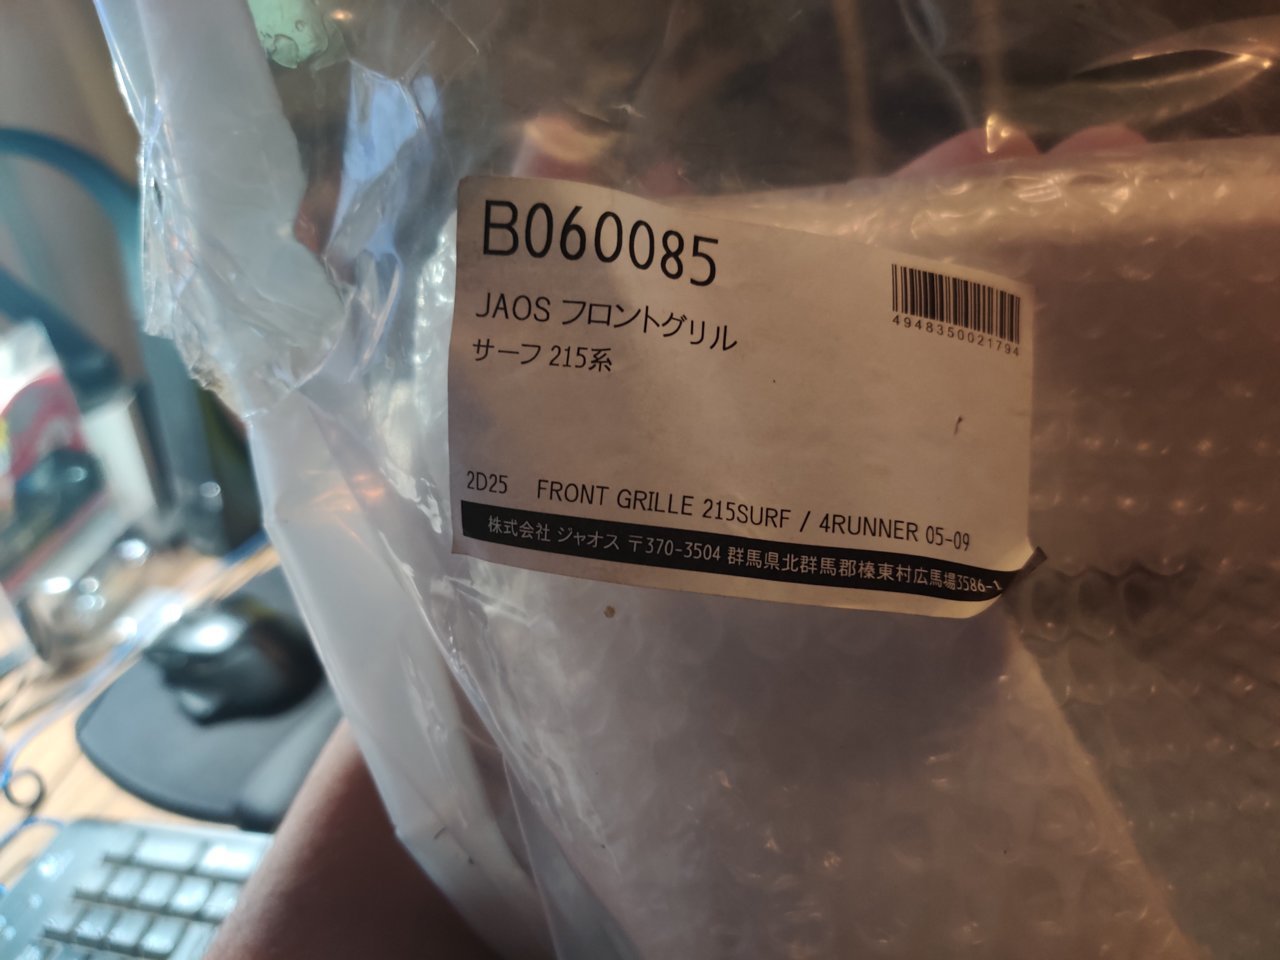 B060085
JAOS フロントグリル
サーフ 215系
4948350021794
2D25 FRONT GRILLE 215SURF / 4RUNNER 05-09
株式会社 ジャオス 〒370-3504 群馬県北群馬郡榛東村広馬場3586-1